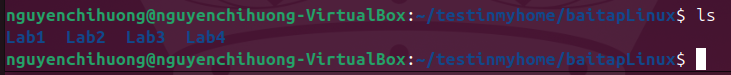 nguyenchihuong@nguyenchihuong-VirtualBox:~/testinmyhome/baitapLinux$ ls
Lab1  Lab2  Lab3  Lab4
nguyenchihuong@nguyenchihuong-VirtualBox:~/testinmyhome/baitapLinux$